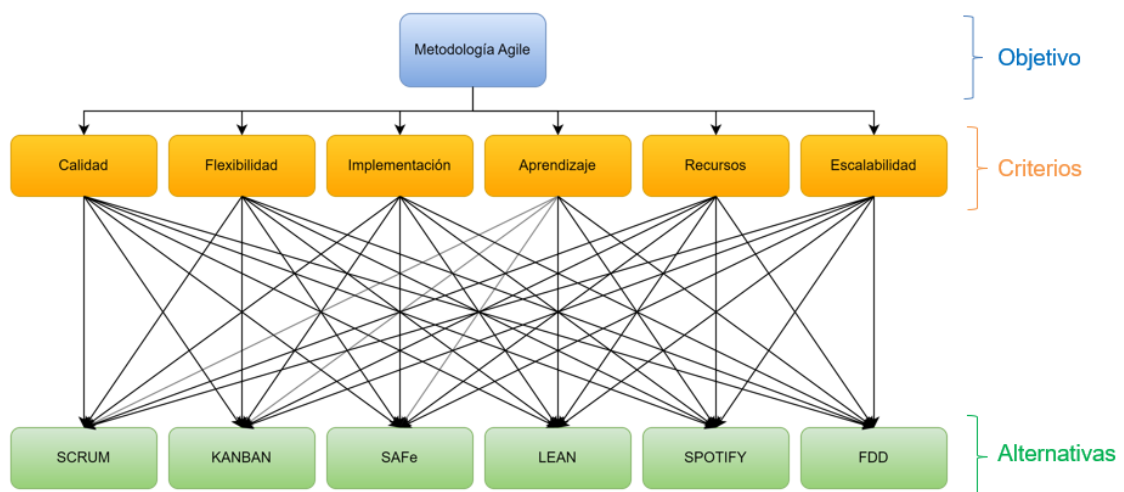 Metodología Agile
Objetivo
Calidad
Flexibilidad
Implementación
Aprendizaje
Recursos
Escalabilidad
Criterios
SCRUM
KANBAN
SAFe
LEAN
SPOTIFY
FDD
Alternativas